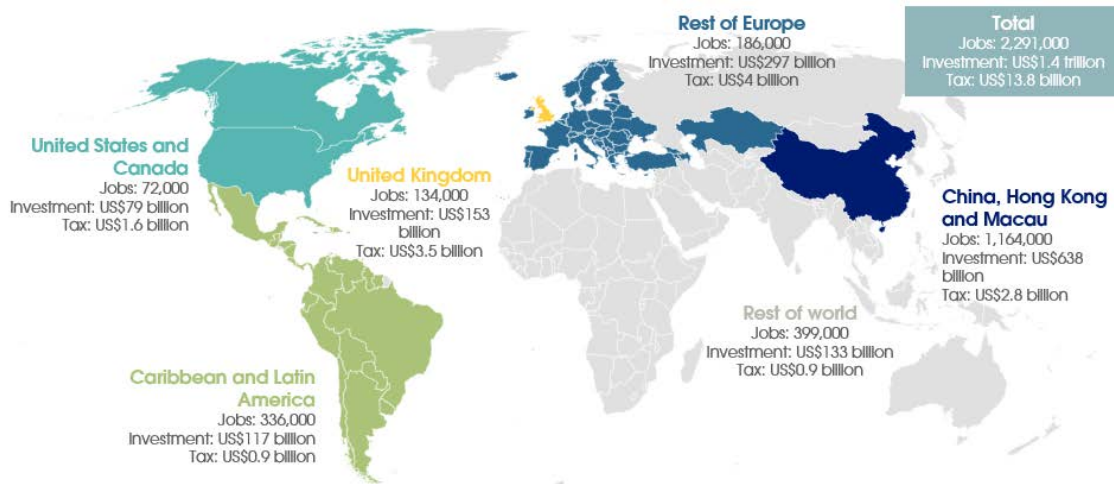 Rest of Europe
Jobs: 186,000
Investment: US$297 billion
Tax: US$4 billion
Total
Jobs: 2,291,000
Investment: US$1.4 trillion
Tax: US$13.8 billion
United States and
Canada
Jobs: 72,000
Investment: US$79 billion
Tax: US$1.6 billion
United Kingdom
Jobs: 134,000
Investment: US$153
billion
Tax: US$3.5 billion
China, Hong Kong
and Macau
Jobs: 1,164,000
Investment: US$638
billion
Tax: US$2.8 billion
Rest of world
Jobs: 399,000
Investment: US$133 billion
Tax: US$0.9 billion
Caribbean and Latin
America
Jobs: 336,000
Investment: US$117 billion
Tax: US$0.9 billion